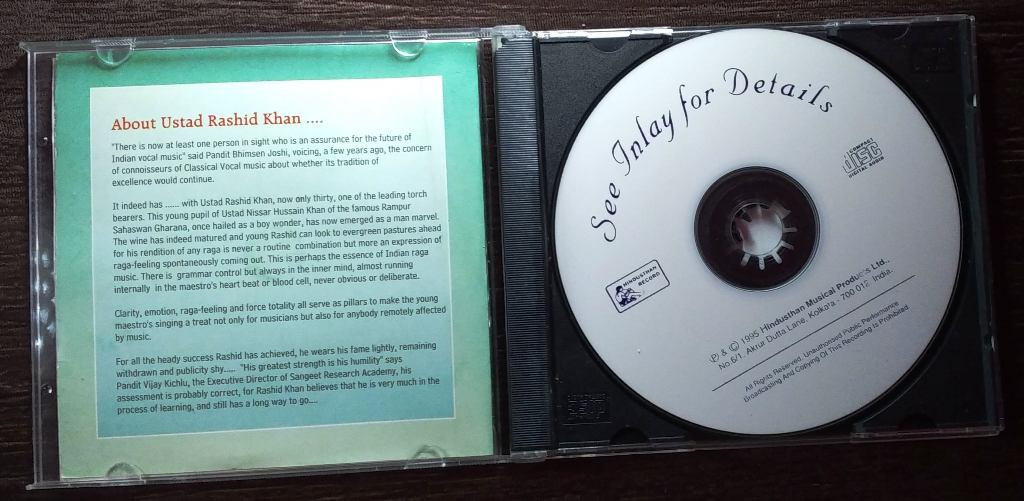 About Ustad Rashid Khan ....
"There is now at least one person in sight who is an assurance for the future of
Indian vocal music" said Pandit Bhimsen Joshi, voicing, a few years ago, the concern
of connoisseurs of Classical Vocal music about whether its tradition of
excellence would continue.
It indeed has ...... with Ustad Rashid Khan, now only thirty, one of the leading torch
bearers. This young pupil of Ustad Nissar Hussain Khan of the famous Rampur
Sahaswan Gharana, once hailed as a boy wonder, has now emerged as a man marvel.
The wine has indeed matured and young Rashid can look to evergreen pastures ahead
for his rendition of any raga is never a routine combination but more an expression of
raga-feeling spontaneously coming out. This is perhaps the essence of Indian raga
music. There is grammar control but always in the inner mind, almost running
internally in the maestro's heart beat or blood cell, never obvious or deliberate.
Clarity, emotion, raga-feeling and force totality all serve as pillars to make the young
maestro's singing a treat not only for musicians but also for anybody remotely affected
by music.
For all the heady success Rashid has achieved, he wears his fame lightly, remaining
withdrawn and publicity shy..... "His greatest strength is his humility" says
Pandit Vijay Kichlu, the Executive Director of Sangeet Research Academy, his
assessment is probably correct, for Rashid Khan believes that he is very much in the
process of learning, and still has a long way to go....
See Inlay for Details
COMPACT
disc
DIGITAL AUDIO
HINDUSTHAN
RECORD
℗ & © 1995 Hindusthan Musical Products Ltd.,
No.6/1, Akrur Dutta Lane, Kolkata - 700 012, India.
All Rights Reserved. Unauthorised Public Performance
Broadcasting And Copying Of This Recording Is Prohibited